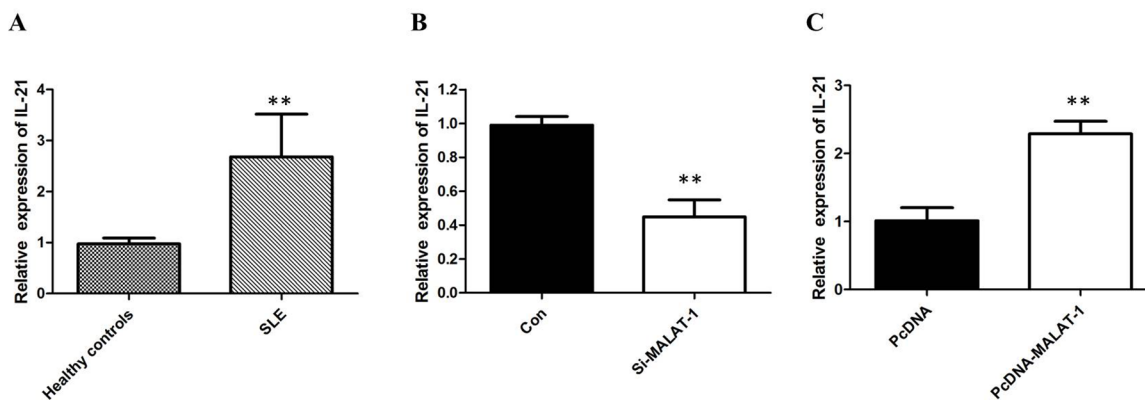 A
Relative expression of IL-21
4
3
2
1
0
**
Healthy controls
SLE
B
Relative expression of IL-21
1.2
1.0
0.8
0.6
0.4
0.2
0.0
**
Con
Si-MALAT-1
C
Relative expression of IL-21
3
2
1
0
**
PcDNA
PcDNA-MALAT-1